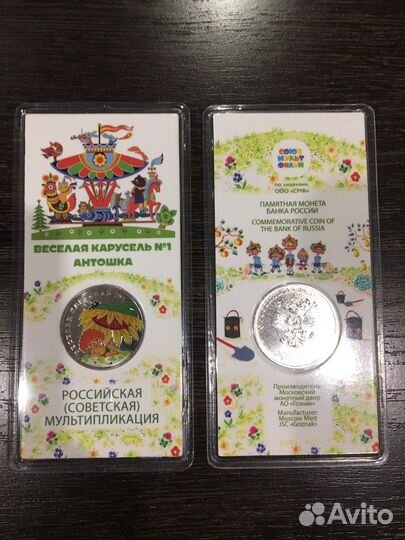 ВЕСЕЛАЯ КАРУСЕЛЬ №1
АНТОШКА
РОССИЙСКАЯ
(СОВЕТСКАЯ)
МУЛЬТИПЛИКАЦИЯ
СОЮЗ
МУЛЬТ
ФИЛЬМ
По лицензии
ООО «СМФ»
ПАМЯТНАЯ МОНЕТА
БАНКА РОССИИ
COMMEMORATIVE COIN OF
THE BANK OF RUSSIA
Производитель:
Московский
монетный двор
АО «Гознак»
Manufacturer:
Moscow Mint
JSC «Goznak»
Avito